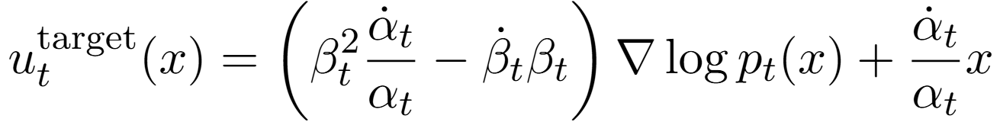 u_t^{\text{target}}(x) = \left( \beta_t^2 \frac{\dot{\alpha}_t}{\alpha_t} - \dot{\beta}_t \beta_t \right) \nabla \log p_t(x) + \frac{\dot{\alpha}_t}{\alpha_t} x